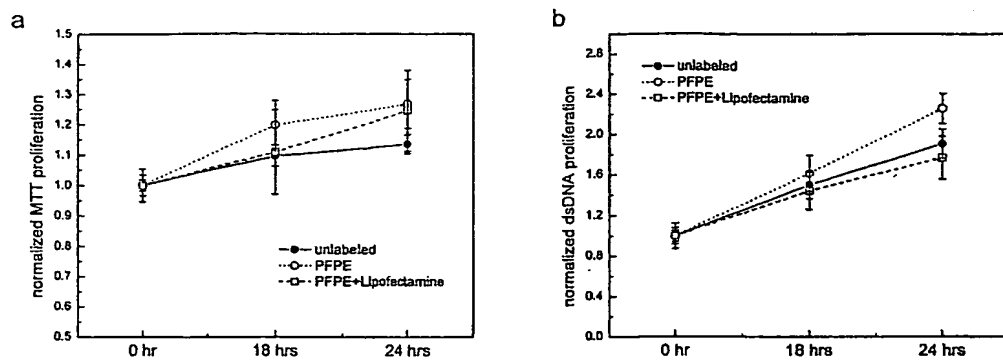 a
normalized MTT proliferation
1.5
1.4
1.3
1.2
1.1
1.0
0.9
0.8
0.7
0.6
0.5
unlabeled
PFPE
PFPE+Lipofectamine
0 hr
18 hrs
24 hrs
b
normalized dsDNA proliferation
2.8
2.4
2.0
1.6
1.2
0.8
0.4
0.0
unlabeled
PFPE
PFPE+Lipofectamine
0 hr
18 hrs
24 hrs